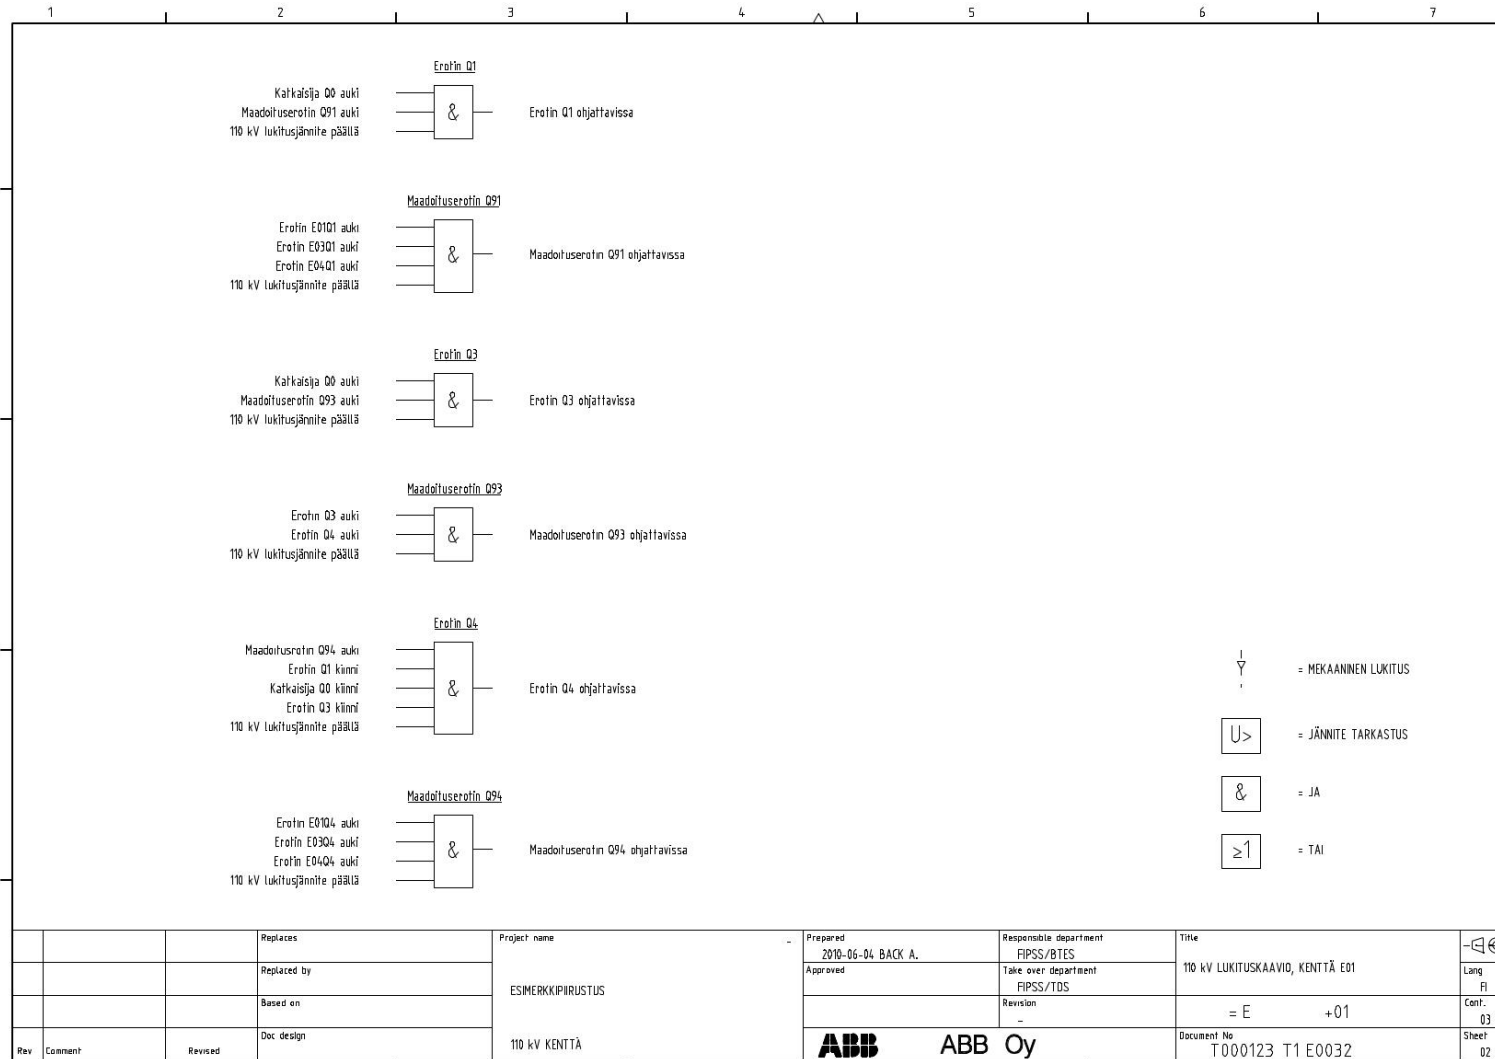 1 2 3 4 5 6 7
Erotin Q1
Katkaisija Q0 auki
Maadoituserotin Q91 auki
110 kV lukitusjännite päällä
&
Erotin Q1 ohjattavissa
Maadoituserotin Q91
Erotin E01Q1 auki
Erotin E03Q1 auki
Erotin E04Q1 auki
110 kV lukitusjännite päällä
&
Maadoituserotin Q91 ohjattavissa
Erotin Q3
Katkaisija Q0 auki
Maadoituserotin Q93 auki
110 kV lukitusjännite päällä
&
Erotin Q3 ohjattavissa
Maadoituserotin Q93
Erotin Q3 auki
Erotin Q4 auki
110 kV lukitusjännite päällä
&
Maadoituserotin Q93 ohjattavissa
Erotin Q4
Maadoitusrotin Q94 auki
Erotin Q1 kiinni
Katkaisija Q0 kiinni
Erotin Q3 kiinni
110 kV lukitusjännite päällä
&
Erotin Q4 ohjattavissa
Maadoituserotin Q94
Erotin E01Q4 auki
Erotin E03Q4 auki
Erotin E04Q4 auki
110 kV lukitusjännite päällä
&
Maadoituserotin Q94 ohjattavissa
= MEKAANINEN LUKITUS
U> = JÄNNITE TARKASTUS
& = JA
≥1 = TAI
Replaces
Replaced by
Based on
Doc design
Rev Comment Revised
Project name -
ESIMERKKIPIIRUSTUS
110 kV KENTTÄ
Prepared
2010-06-04 BACK A.
Approved
Responsible department
FIPSS/BTES
Take over department
FIPSS/TDS
Revision
-
ABB ABB Oy
Title
110 kV LUKITUSKAAVIO, KENTTÄ E01
= E +01
Document No
T000123 T1 E0032
Lang
FI
Cont.
03
Sheet
02